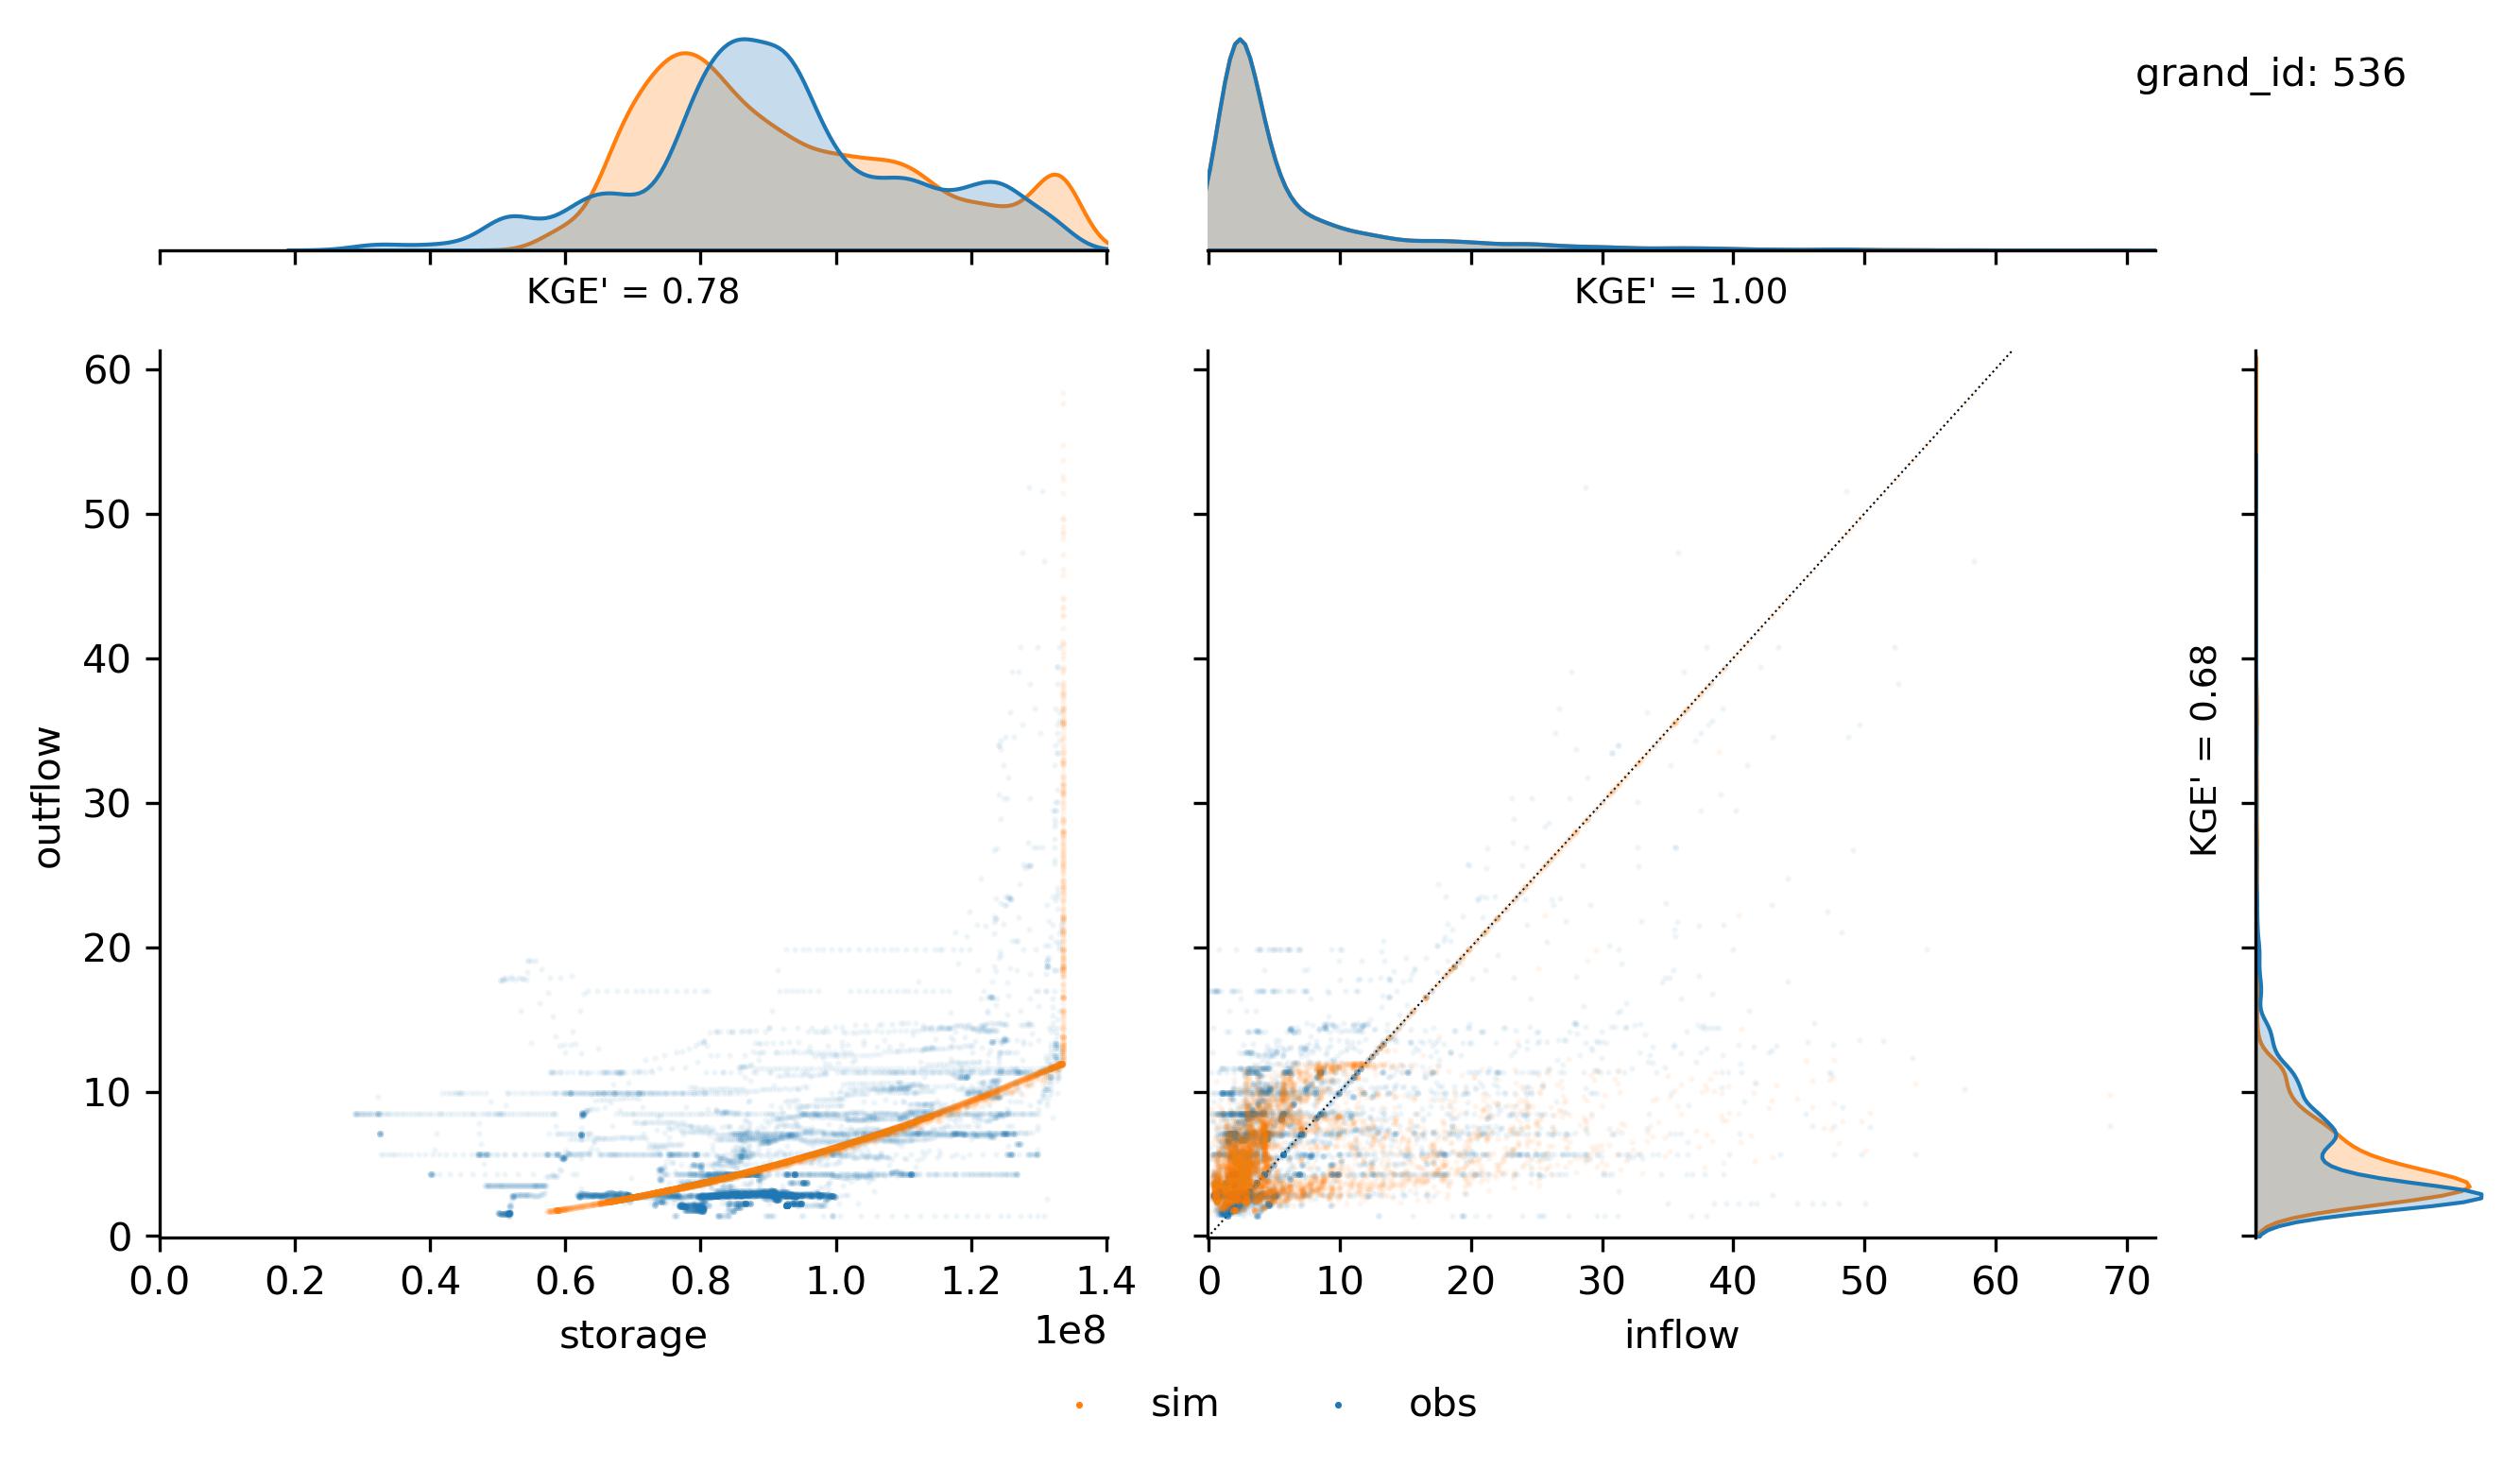 grand_id: 536
KGE' = 0.78
KGE' = 1.00
60
50
40
30
20
10
0
outflow
KGE' = 0.68
0.0 0.2 0.4 0.6 0.8 1.0 1.2 1.4
0 10 20 30 40 50 60 70
storage
1e8
inflow
sim
obs